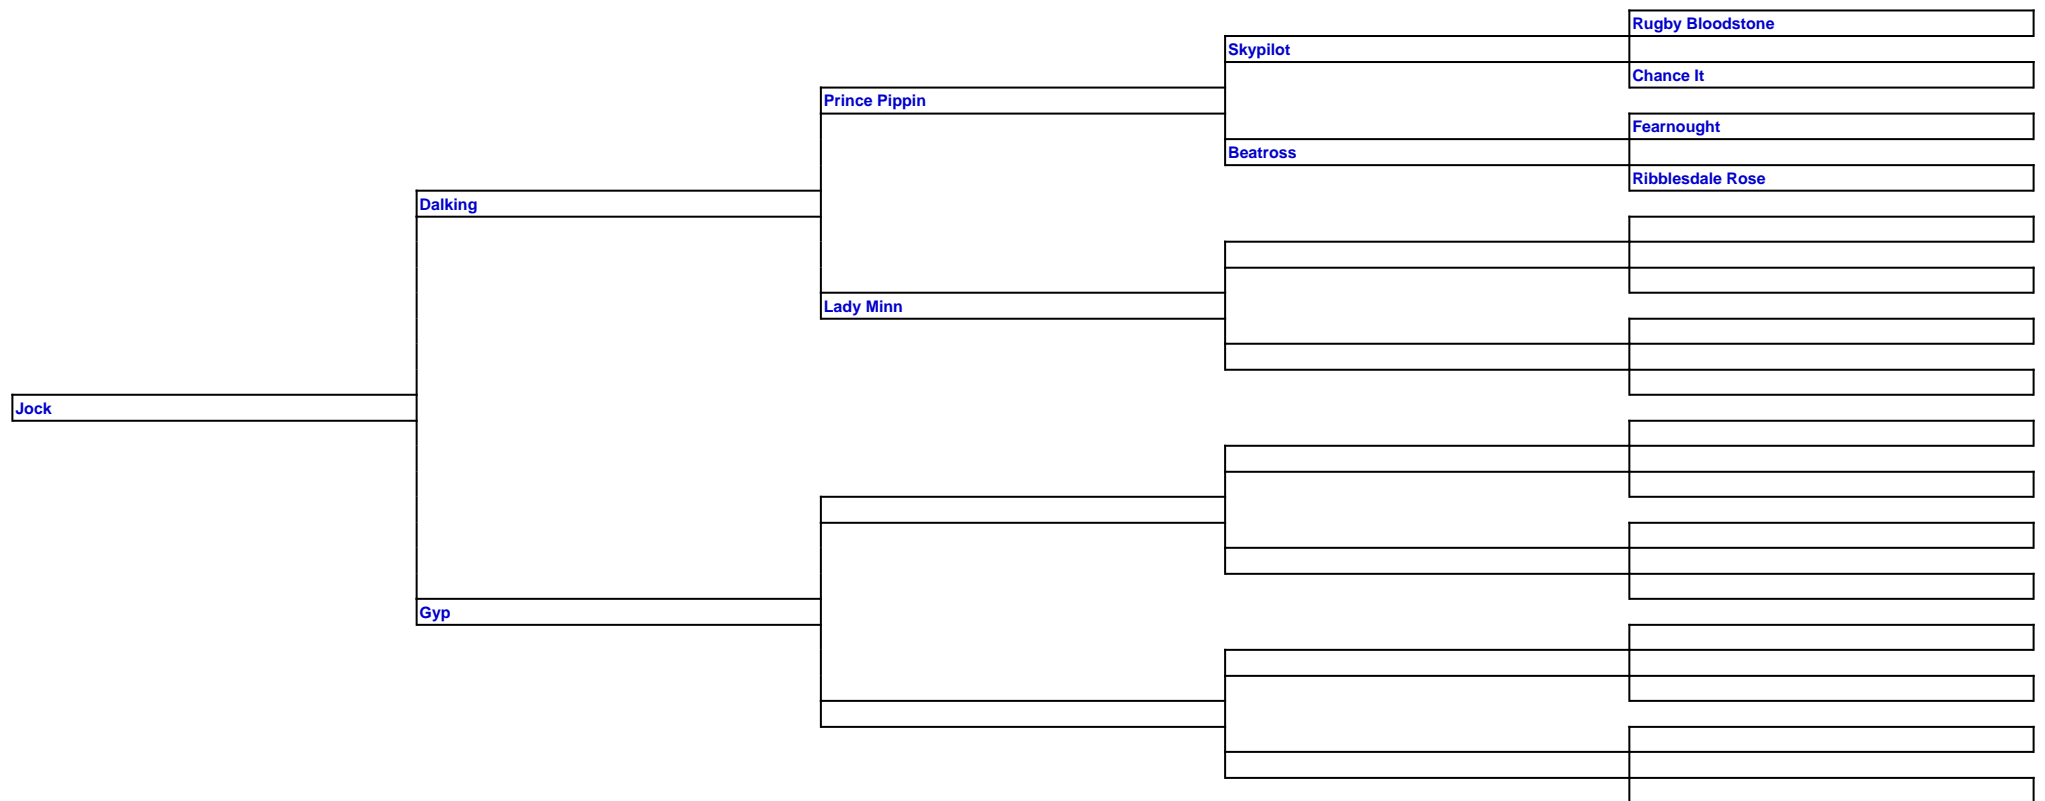 Rugby Bloodstone
Skypilot
Chance It
Prince Pippin
Fearnought
Beatross
Ribblesdale Rose
Dalking
Lady Minn
Jock
Gyp